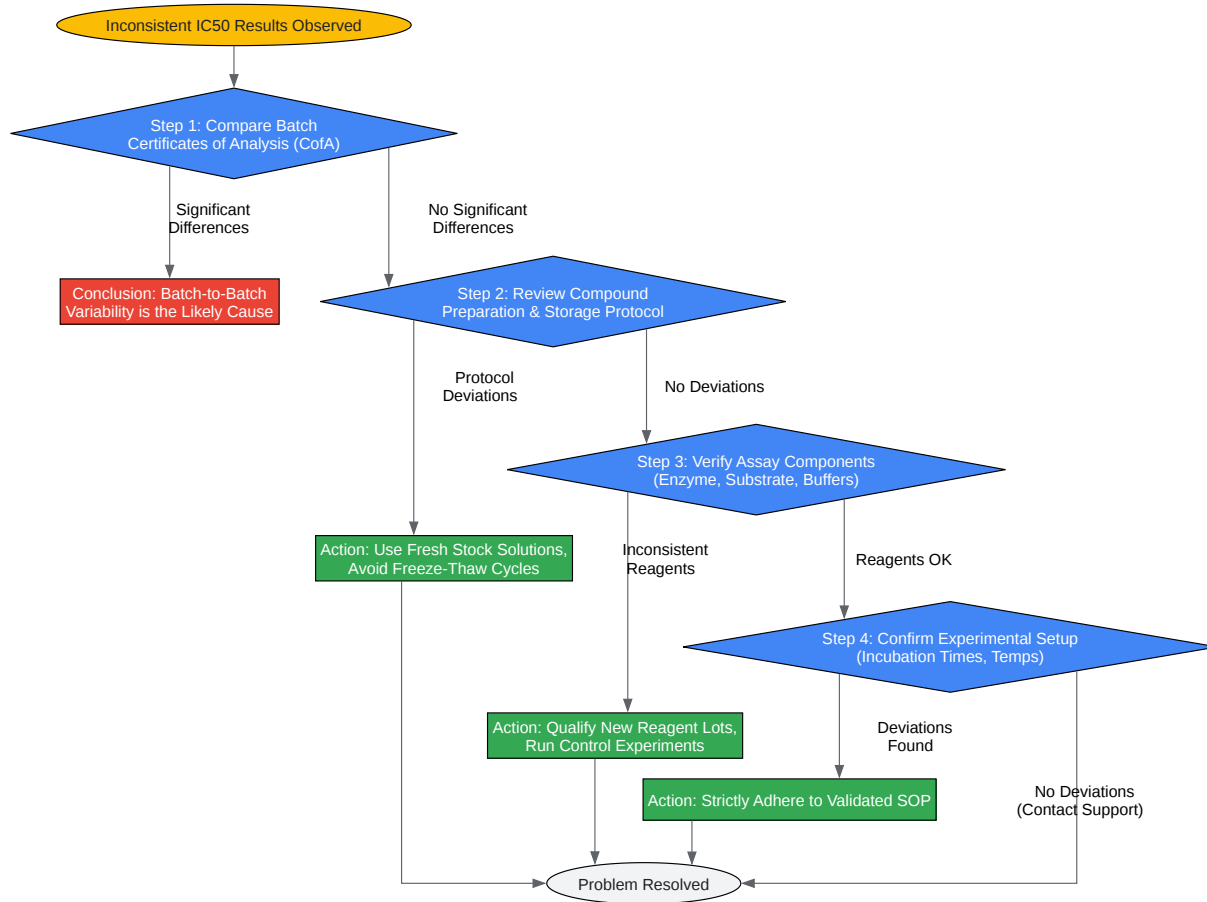 Inconsistent IC50 Results Observed
Step 1: Compare Batch
Certificates of Analysis (CofA)
Significant
Differences
No Significant
Differences
Conclusion: Batch-to-Batch
Variability is the Likely Cause
Step 2: Review Compound
Preparation & Storage Protocol
Protocol
Deviations
No Deviations
Step 3: Verify Assay Components
(Enzyme, Substrate, Buffers)
Action: Use Fresh Stock Solutions,
Avoid Freeze-Thaw Cycles
Inconsistent
Reagents
Reagents OK
Step 4: Confirm Experimental Setup
(Incubation Times, Temps)
Action: Qualify New Reagent Lots,
Run Control Experiments
Deviations
Found
Action: Strictly Adhere to Validated SOP
No Deviations
(Contact Support)
Problem Resolved